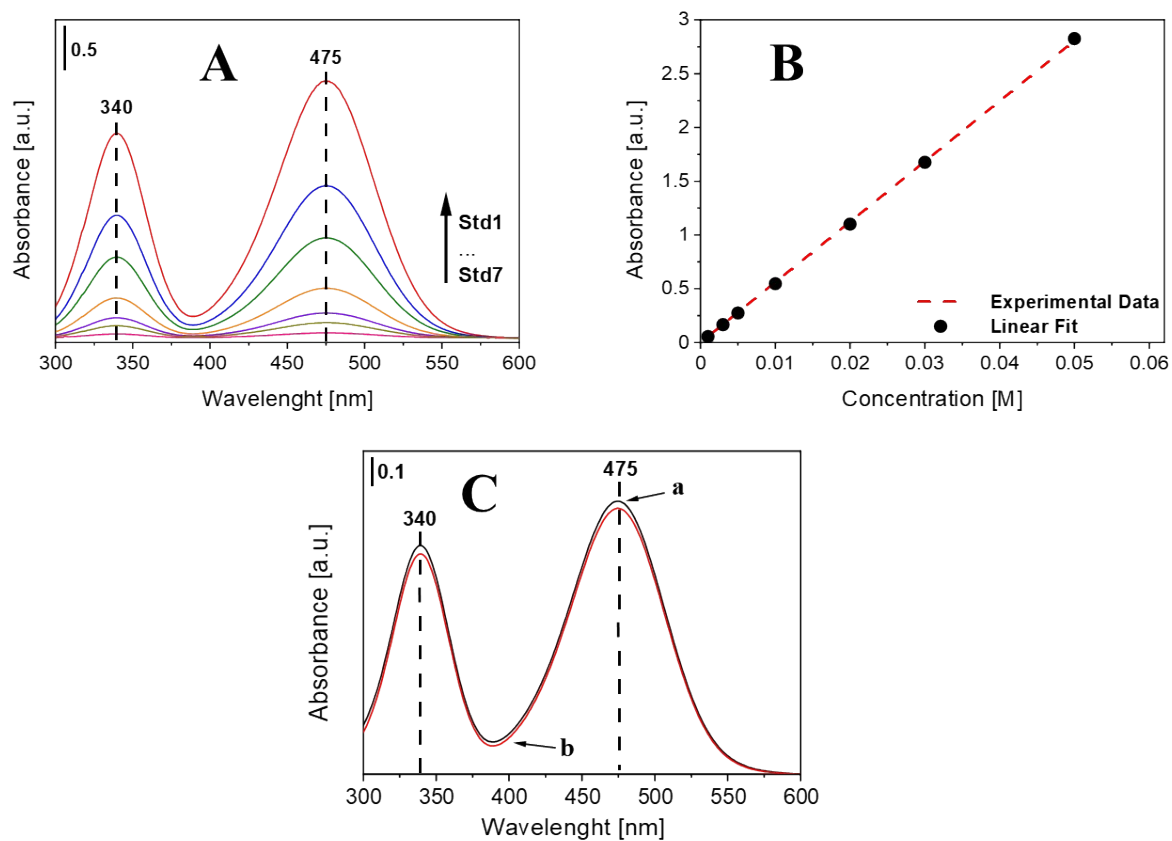 0.5
A
475
340
Std1
...
Std7
Absorbance [a.u.]
300
350
400
450
500
550
600
Wavelenght [nm]
B
3
2.5
2
1.5
1
0.5
0
Absorbance [a.u.]
Experimental Data
Linear Fit
0
0.01
0.02
0.03
0.04
0.05
0.06
Concentration [M]
0.1
C
475
a
340
b
Absorbance [a.u.]
300
350
400
450
500
550
600
Wavelenght [nm]